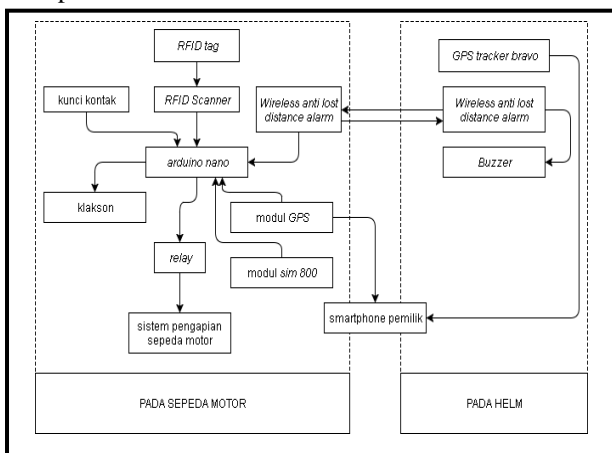 RFID tag
GPS tracker bravo
kunci kontak
RFID Scanner
Wireless anti lost
distance alarm
Wireless anti lost
distance alarm
arduino nano
Buzzer
klakson
modul GPS
relay
modul sim 800
sistem pengapian
sepeda motor
smartphone pemilik
PADA SEPEDA MOTOR
PADA HELM